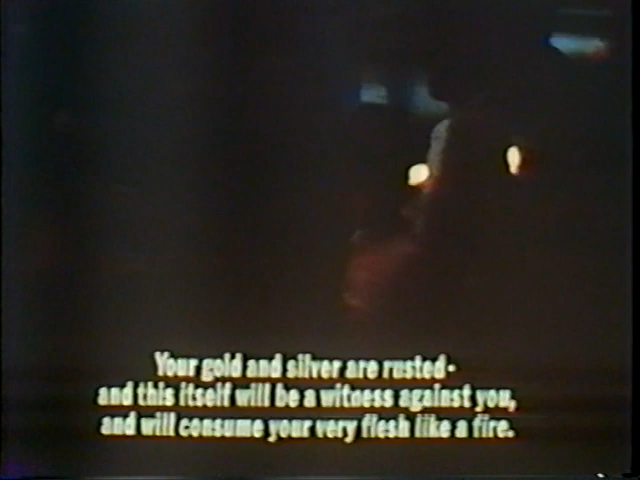 Your gold and silver are rusted-
and this itself will be a witness against you,
and will consume your very flesh like a fire.